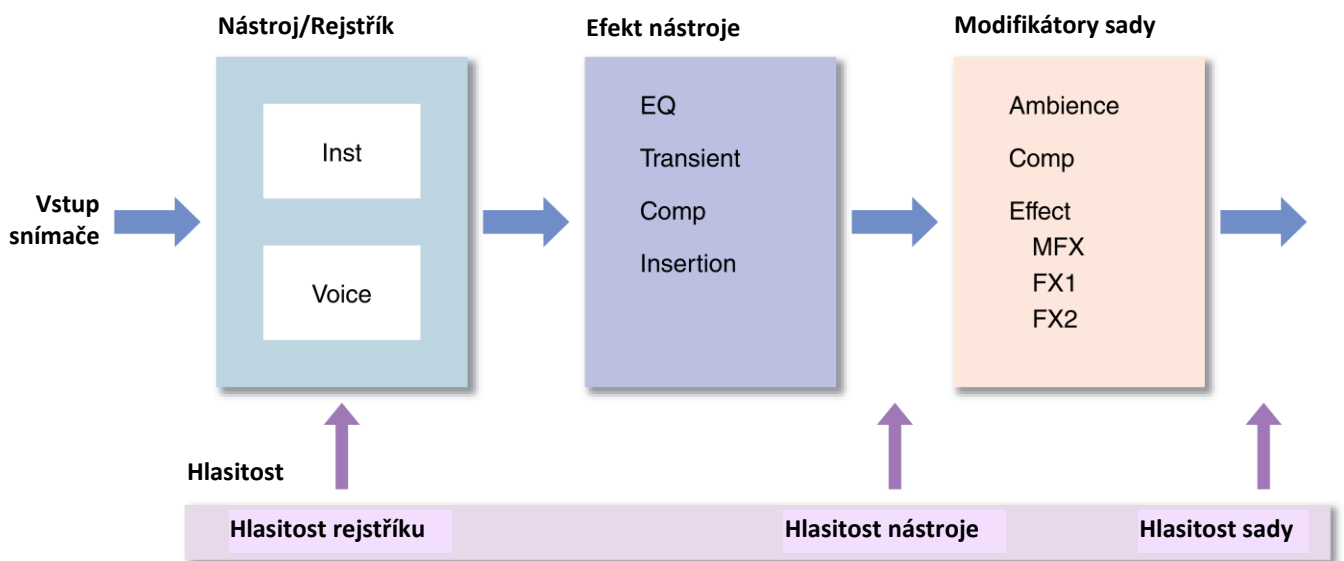 Nástroj/Rejstřík
Efekt nástroje
Modifikátory sady
Vstup
snímače
Inst
Voice
EQ
Transient
Comp
Insertion
Ambience
Comp
Effect
MFX
FX1
FX2
Hlasitost
Hlasitost rejstříku
Hlasitost nástroje
Hlasitost sady